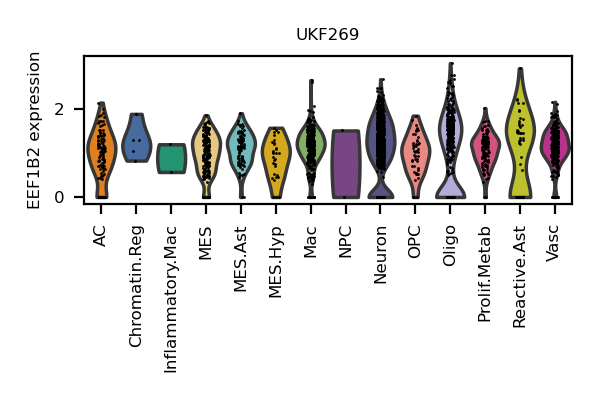 UKF269
EEF1B2 expression
2
0
AC
Chromatin.Reg
Inflammatory.Mac
MES
MES.Ast
MES.Hyp
Mac
NPC
Neuron
OPC
Oligo
Prolif.Metab
Reactive.Ast
Vasc